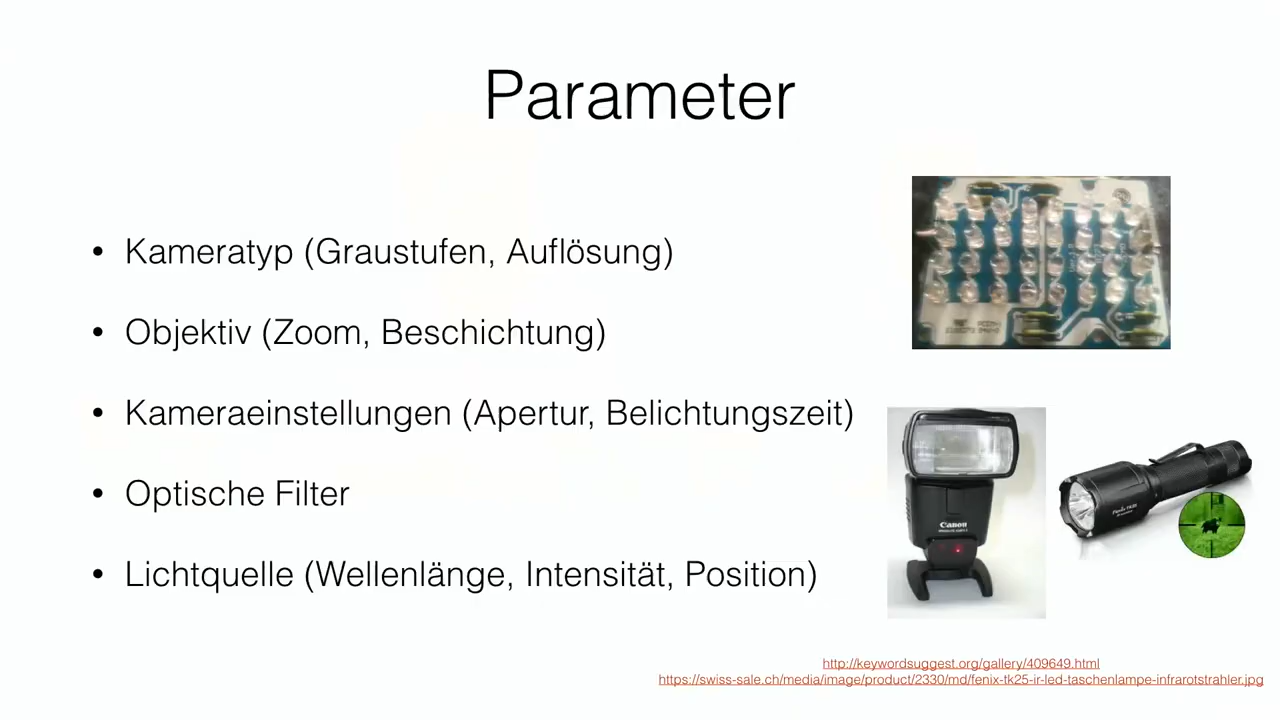 Parameter
• Kameratyp (Graustufen, Auflösung)
• Objektiv (Zoom, Beschichtung)
• Kameraeinstellungen (Apertur, Belichtungszeit)
• Optische Filter
• Lichtquelle (Wellenlänge, Intensität, Position)
Canon
http://keywordsuggest.org/gallery/409649.html
https://swiss-sale.ch/media/image/product/2330/md/fenix-tk25-ir-led-taschenlampe-infrarotstrahler.jpg